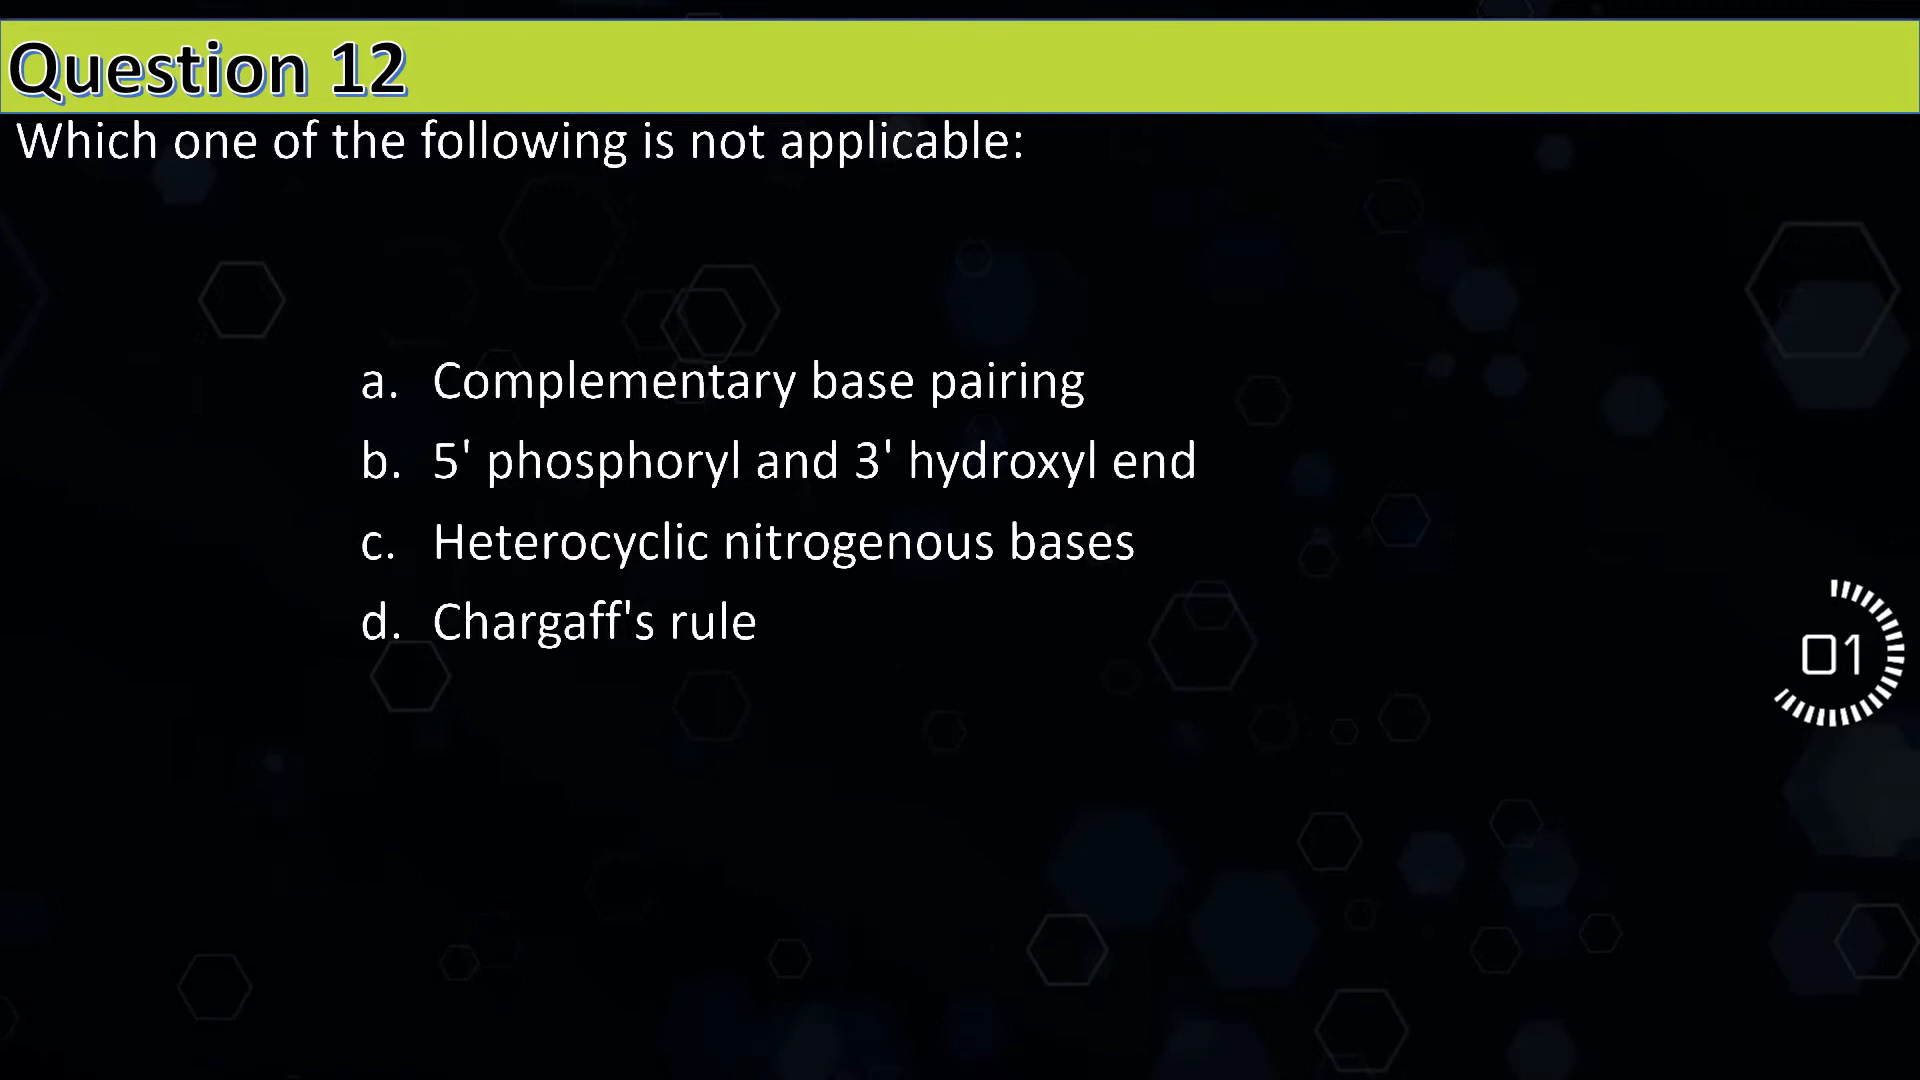 Question 12
Which one of the following is not applicable:
a. Complementary base pairing
b. 5' phosphoryl and 3' hydroxyl end
c. Heterocyclic nitrogenous bases
d. Chargaff's rule
01